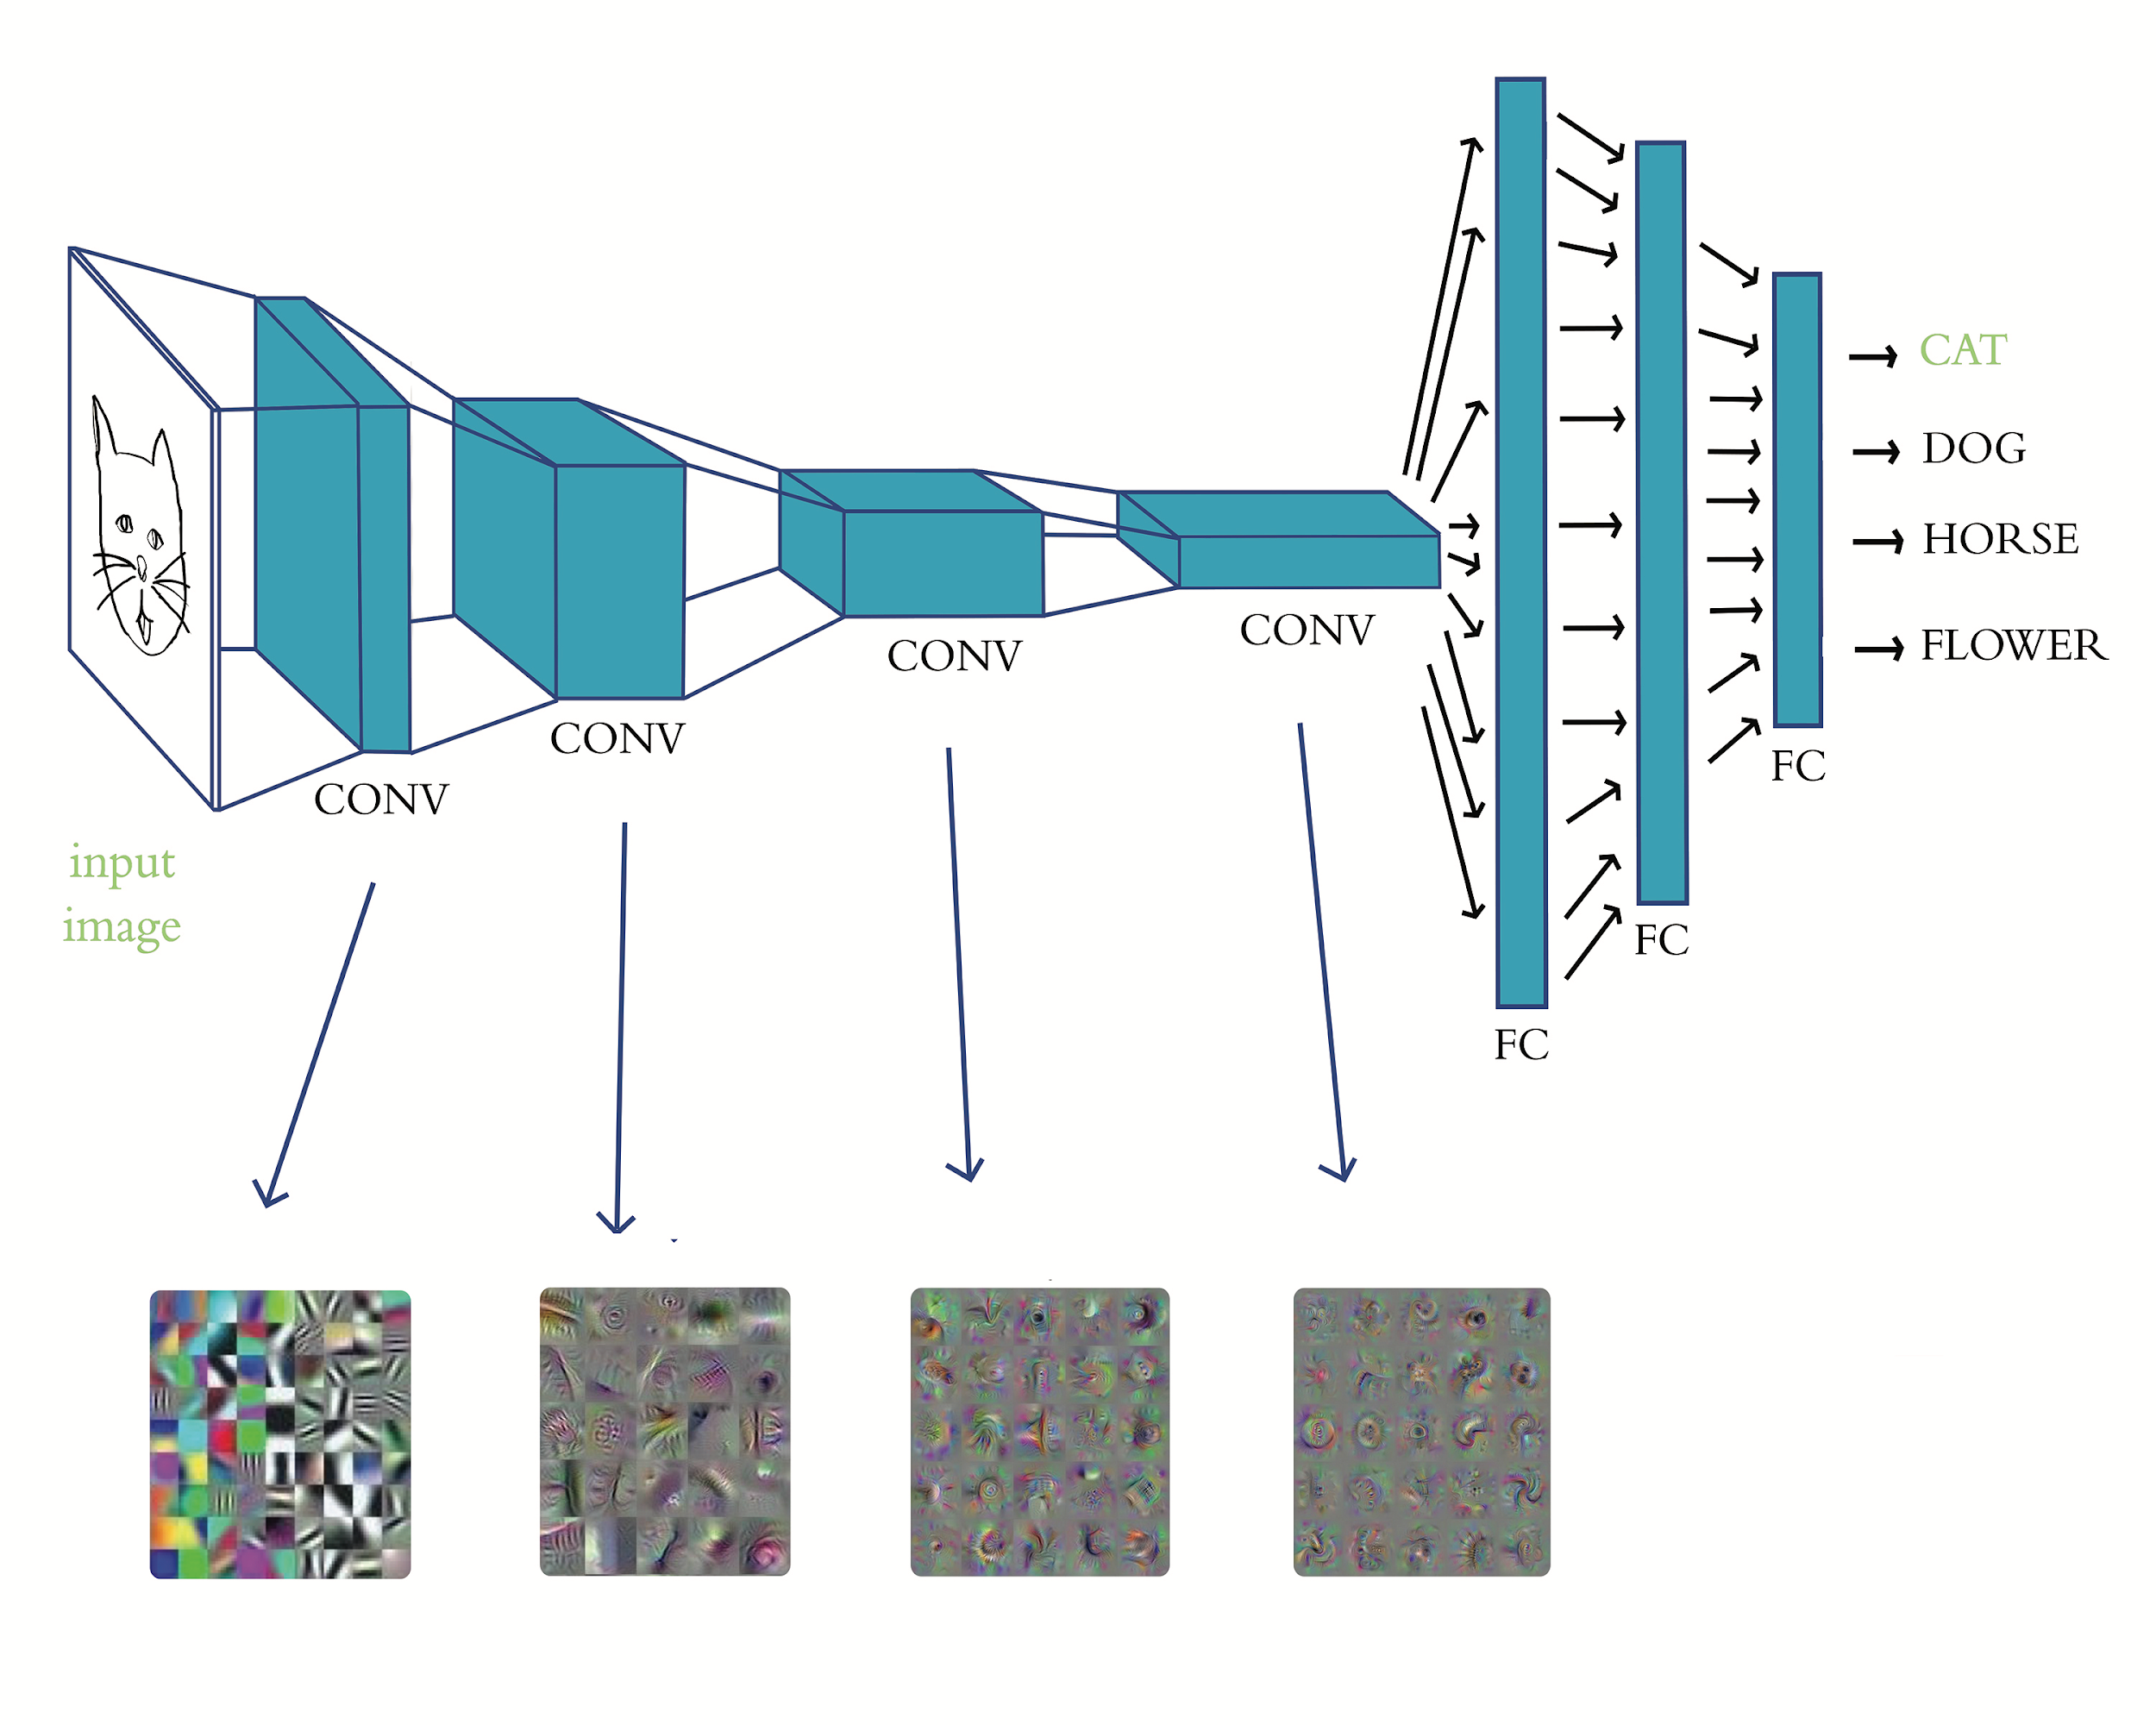 input
image
CONV
CONV
CONV
CONV
FC
FC
FC
CAT
DOG
HORSE
FLOWER